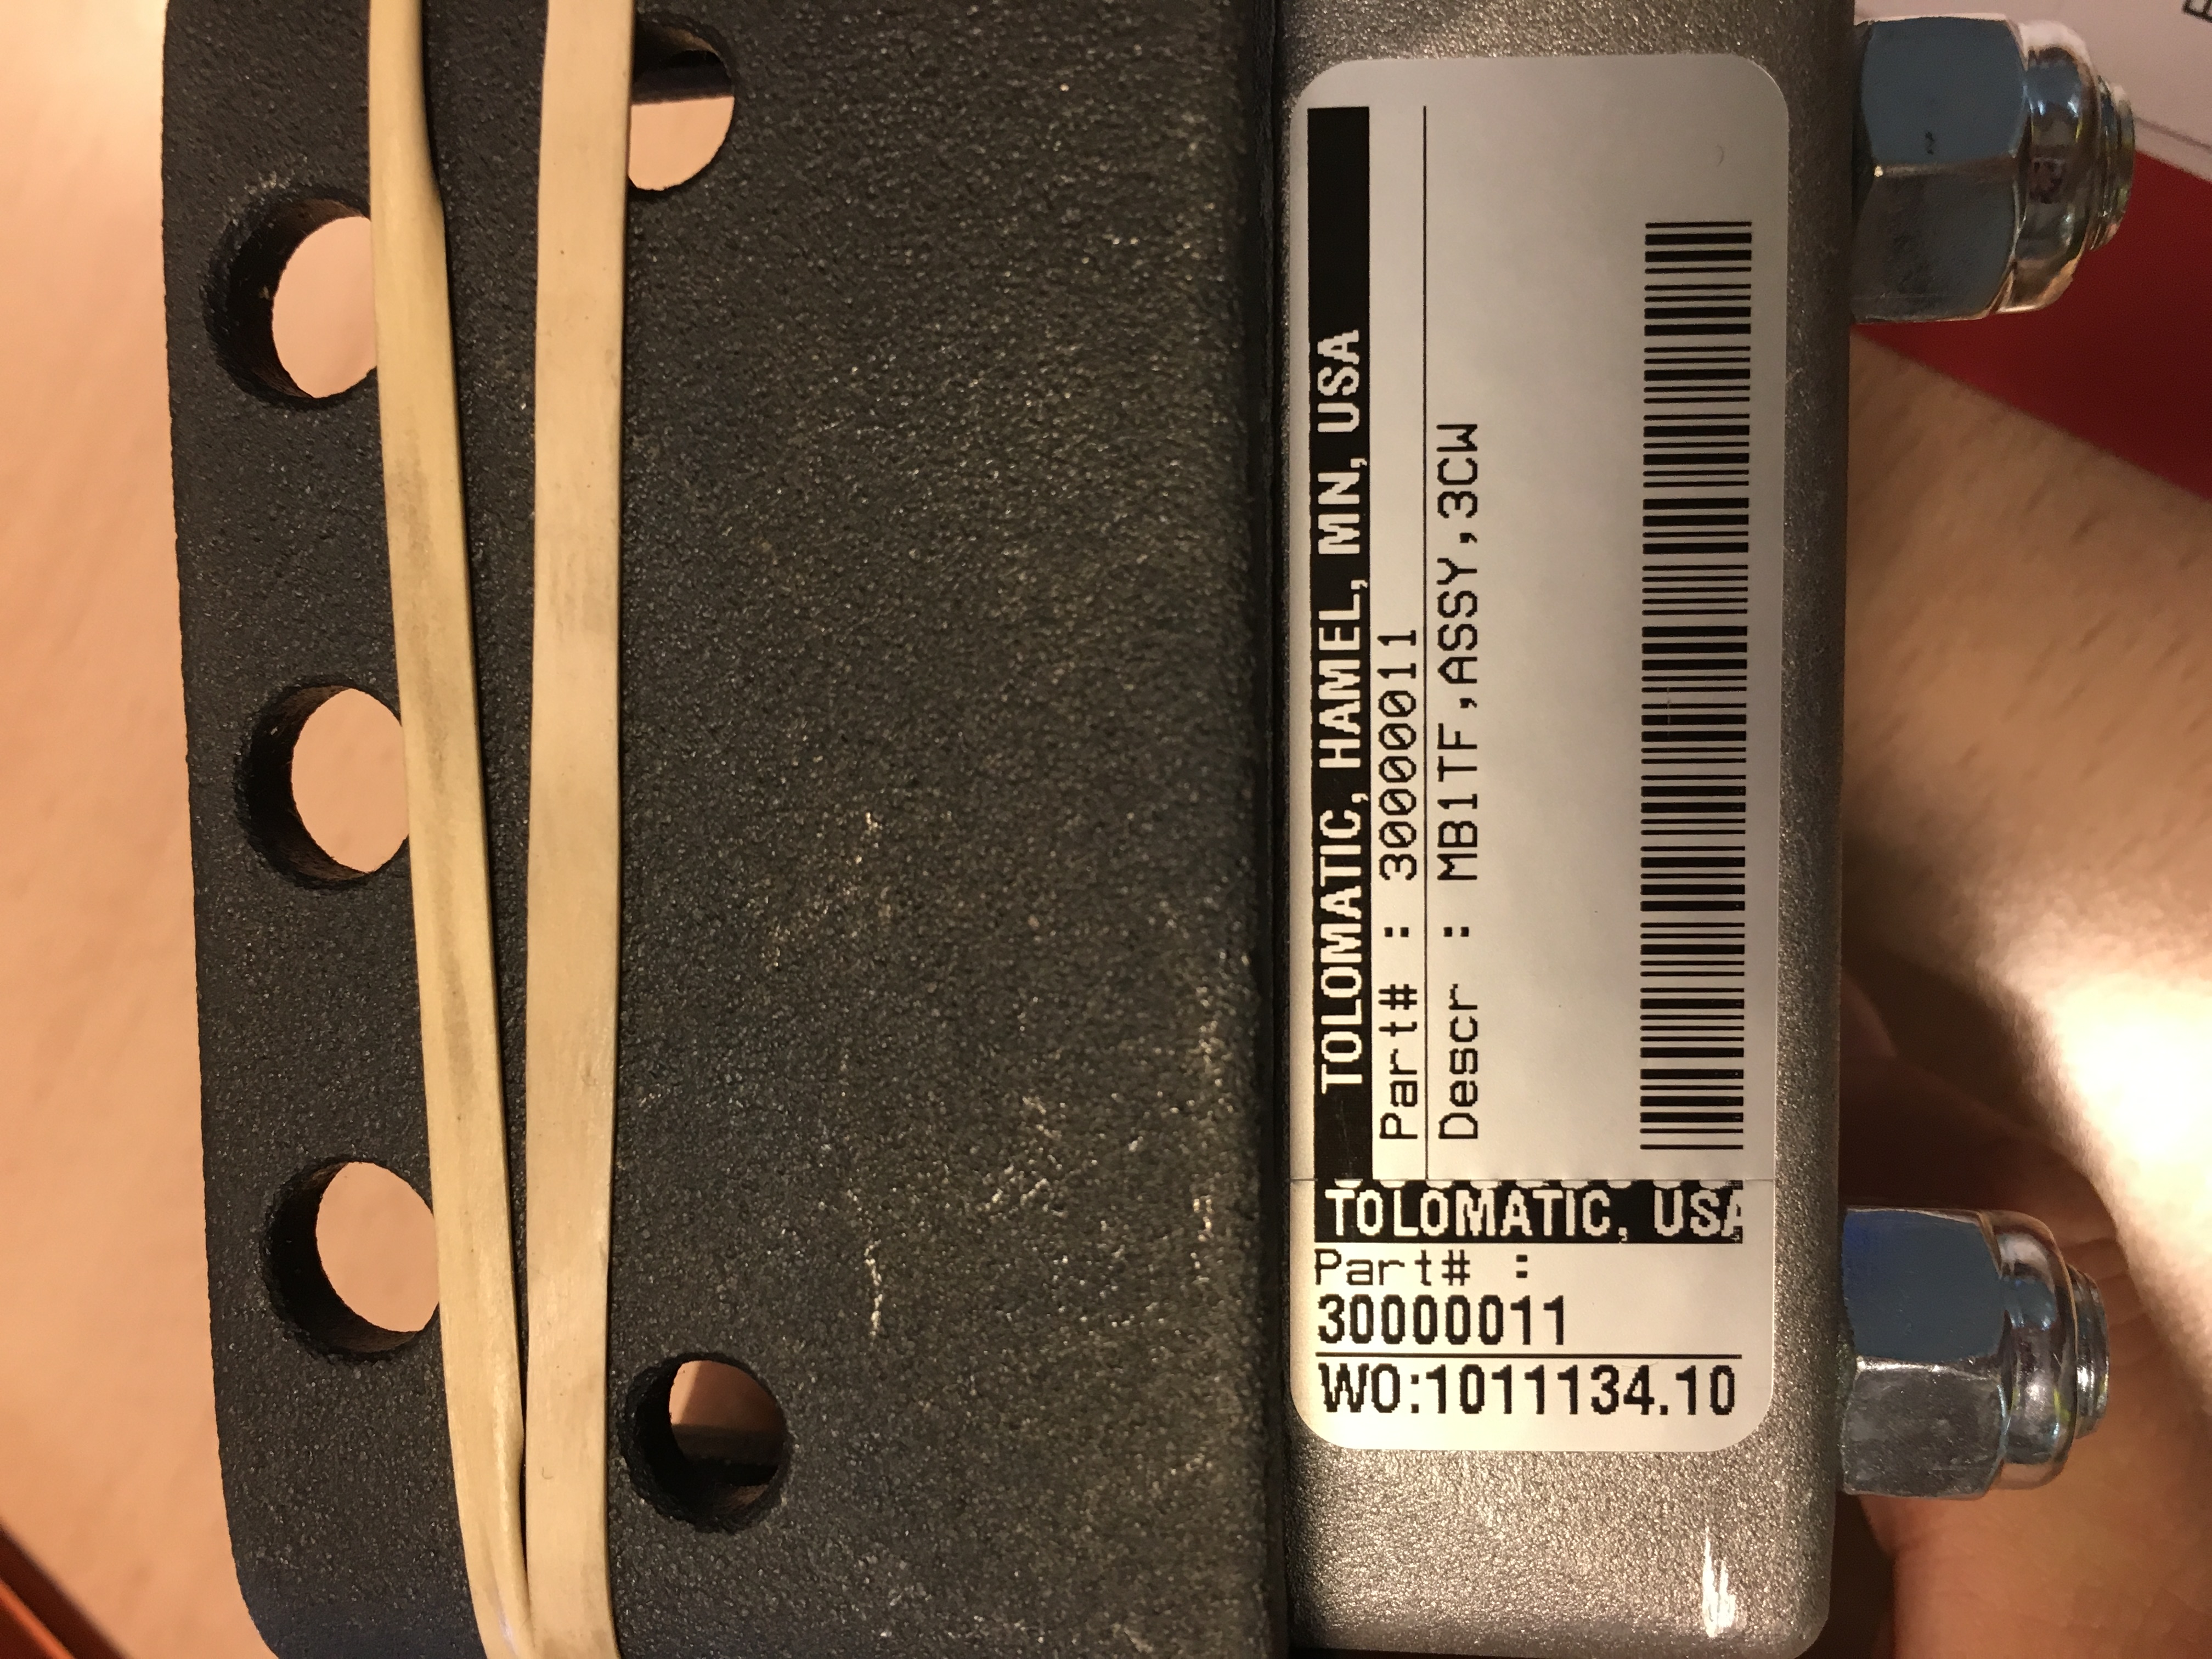 TOLOMATIC, HAMEL, MN, USA
Part# : 30000011
Descr : MB1TF,ASSY,3CW
TOLOMATIC, USA
Part# :
30000011
WO:1011134.10